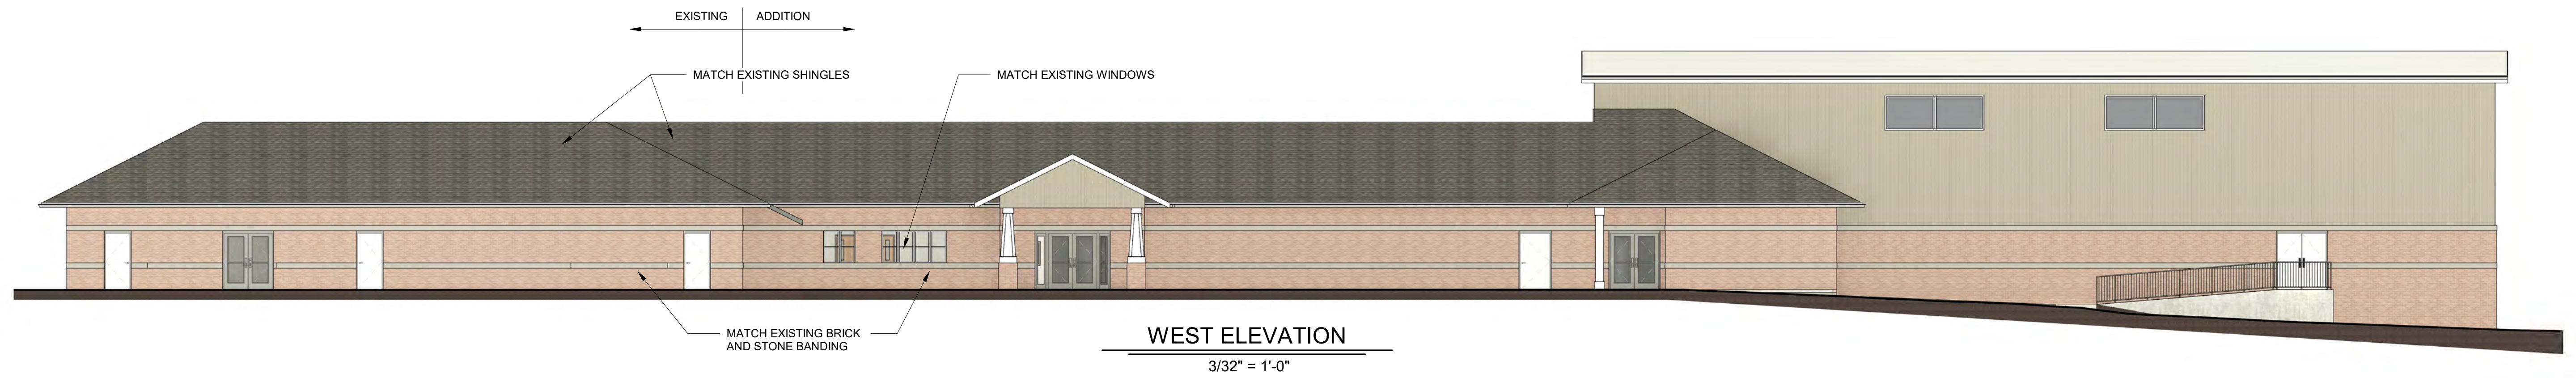 EXISTING
ADDITION
MATCH EXISTING SHINGLES
MATCH EXISTING WINDOWS
MATCH EXISTING BRICK
AND STONE BANDING
WEST ELEVATION
3/32" = 1'-0"